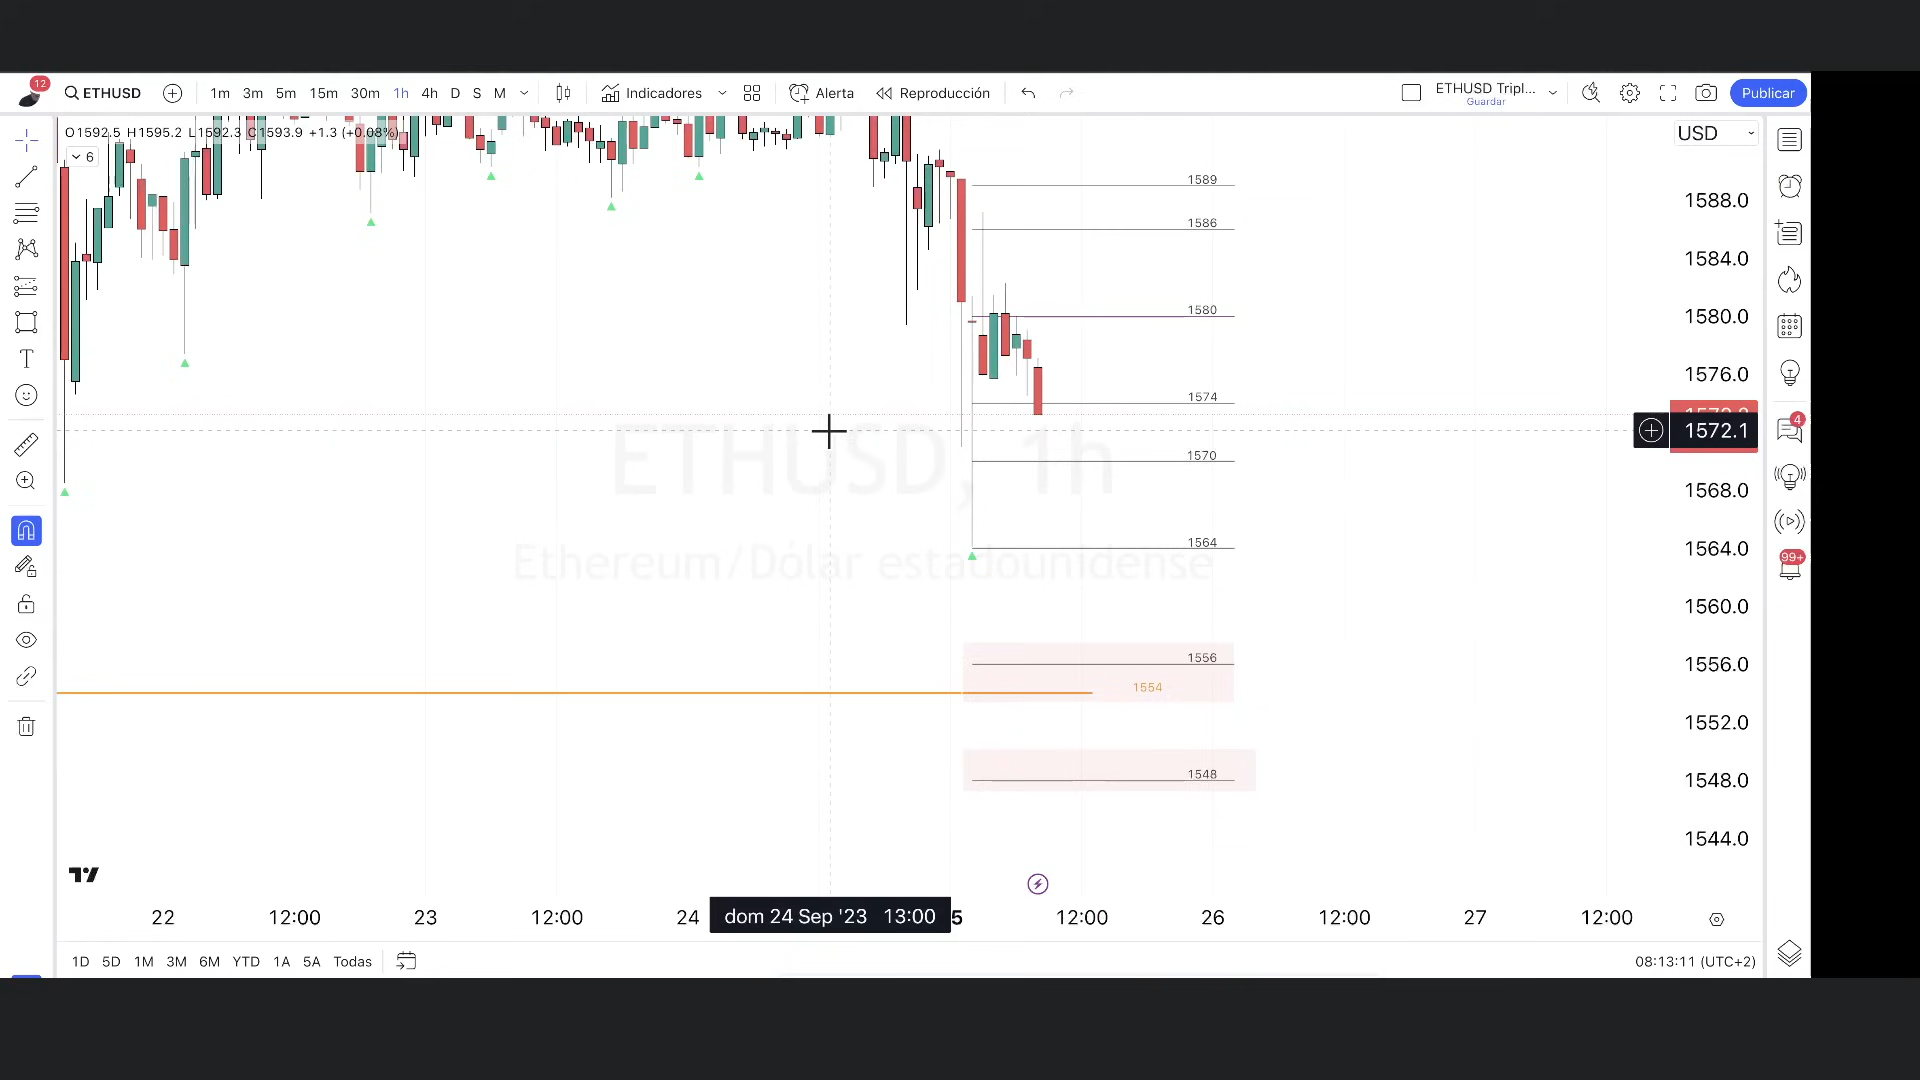 12
ETHUSD
1m 3m 5m 15m 30m 1h 4h D S M
Indicadores
Alerta
Reproducción
ETHUSD Tripl...
Guardar
Publicar
O1592.5 H1595.2 L1592.3 C1593.9 +1.3 (+0.08%)
6
USD
1589
1588.0
1586
1584.0
1580
1580.0
1576.0
1574
1572.1
4
ETHUSD, 1h
1570
1568.0
1564
1564.0
Ethereum/Dólar estadounidense
99+
1560.0
1556
1556.0
1554
1552.0
1548
1548.0
1544.0
22 12:00 23 12:00 24 dom 24 Sep '23 13:00 5 12:00 26 12:00 27 12:00
1D 5D 1M 3M 6M YTD 1A 5A Todas
08:13:11 (UTC+2)